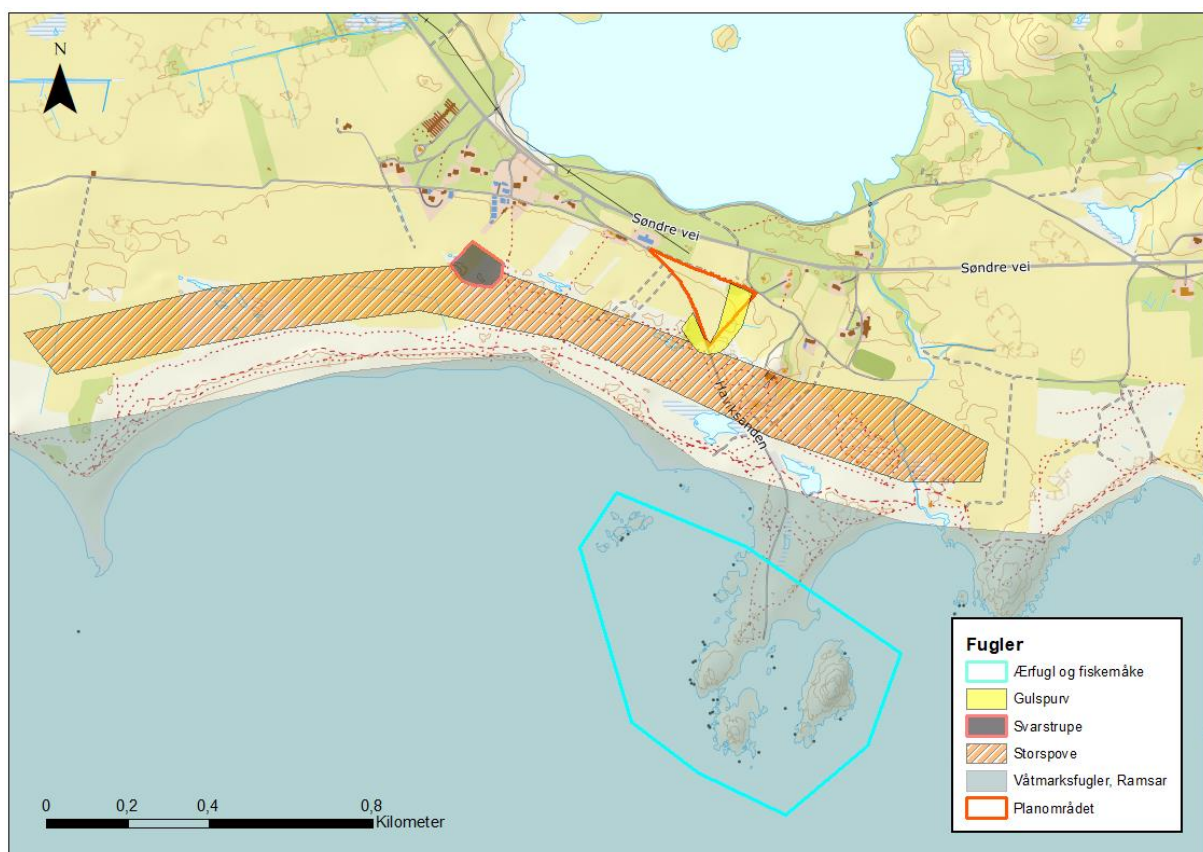 N
Søndre vei
Søndre vei
Haviksanden
Fugler
Ærfugl og fiskemåke
Gulspurv
Svarstrupe
Storspove
Våtmarksfugler, Ramsar
Planområdet
0 0,2 0,4 0,8
Kilometer